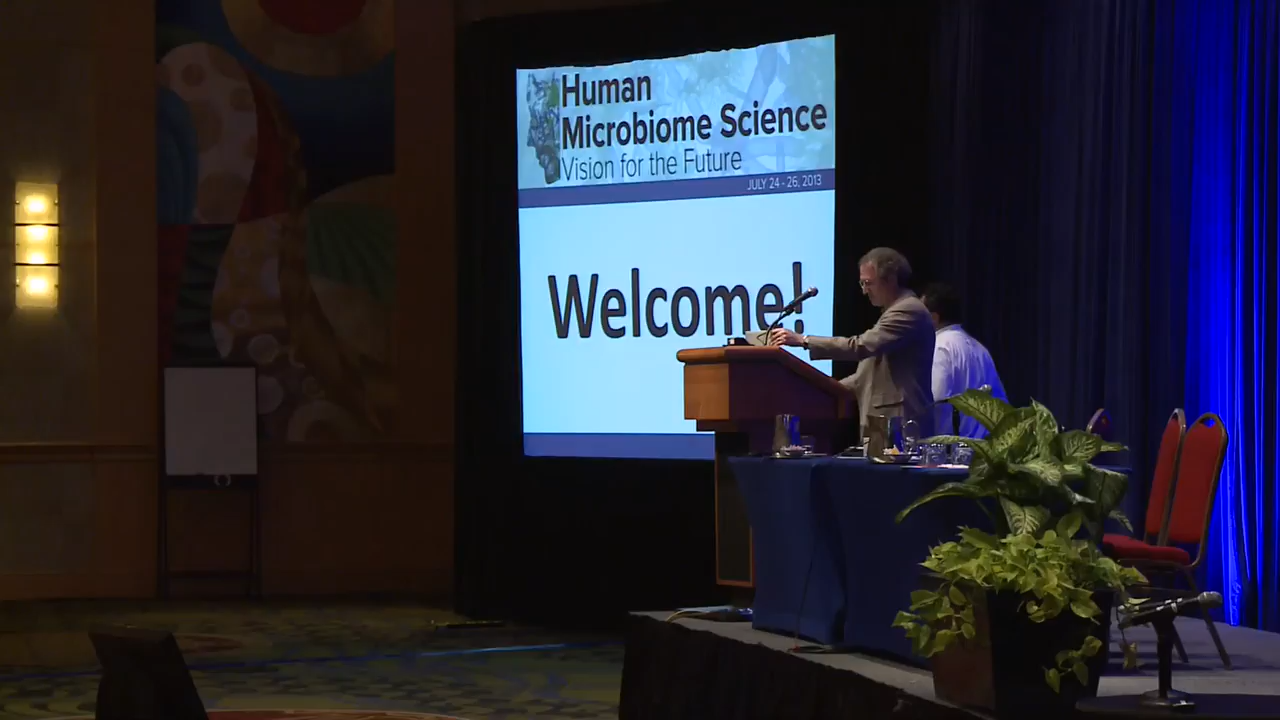 Human
Microbiome Science
Vision for the Future
JULY 24 - 26, 2013
Welcome!